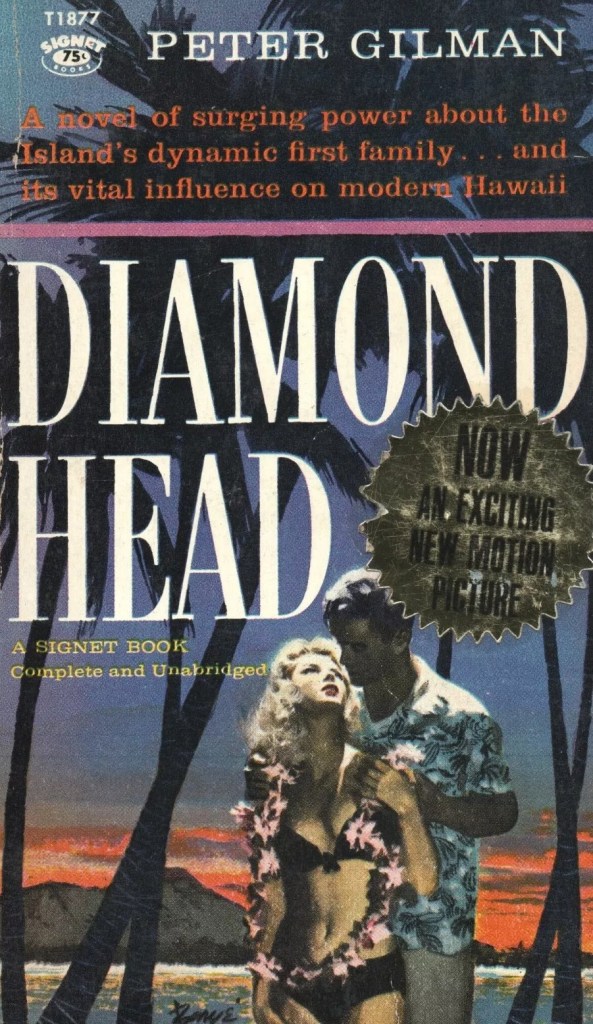 T1877
SIGNET
75¢
BOOKS
PETER GILMAN
A novel of surging power about the
Island's dynamic first family... and
its vital influence on modern Hawaii
DIAMOND
HEAD
NOW
AN EXCITING
NEW MOTION
PICTURE
A SIGNET BOOK
Complete and Unabridged